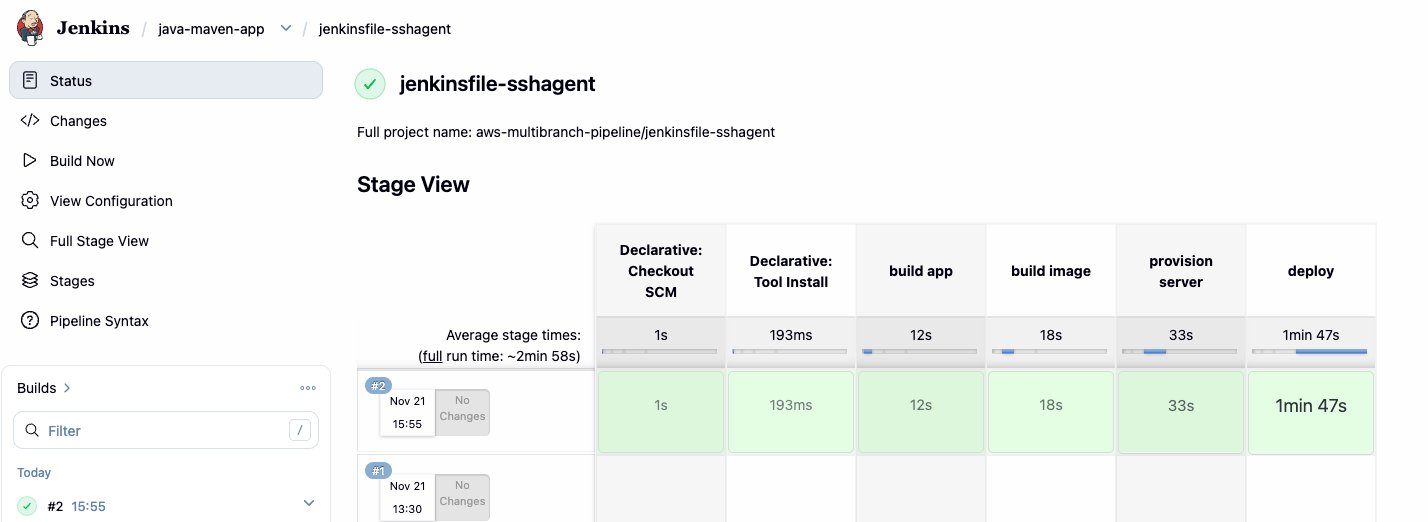 Jenkins / java-maven-app / jenkinsfile-sshagent
Status
Changes
Build Now
View Configuration
Full Stage View
Stages
Pipeline Syntax
Builds
Filter /
Today
#2 15:55
jenkinsfile-sshagent
Full project name: aws-multibranch-pipeline/jenkinsfile-sshagent
Stage View
Declarative:
Checkout
SCM
Declarative:
Tool Install
build app
build image
provision
server
deploy
Average stage times:
(full run time: ~2min 58s)
1s
193ms
12s
18s
33s
1min 47s
#2
Nov 21
15:55
No
Changes
1s
193ms
12s
18s
33s
1min 47s
#1
Nov 21
13:30
No
Changes